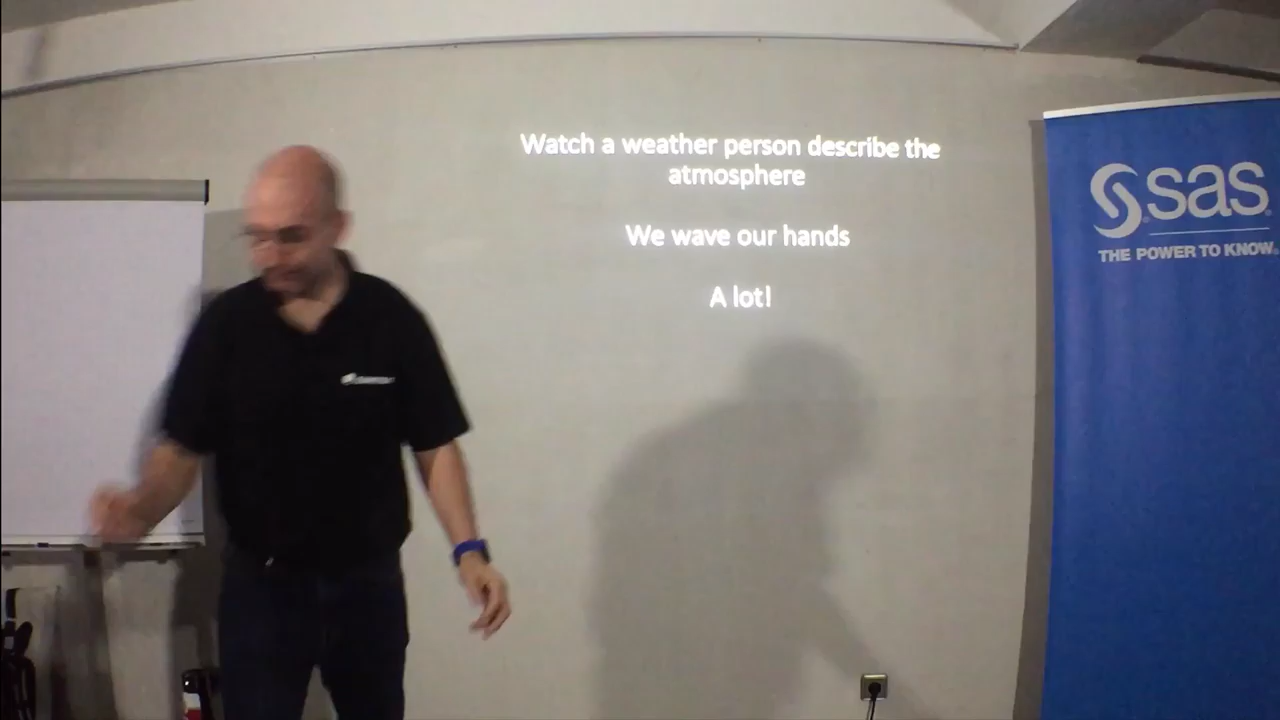 Watch a weather person describe the
atmosphere
We wave our hands
A lot!
sas
THE POWER TO KNOW